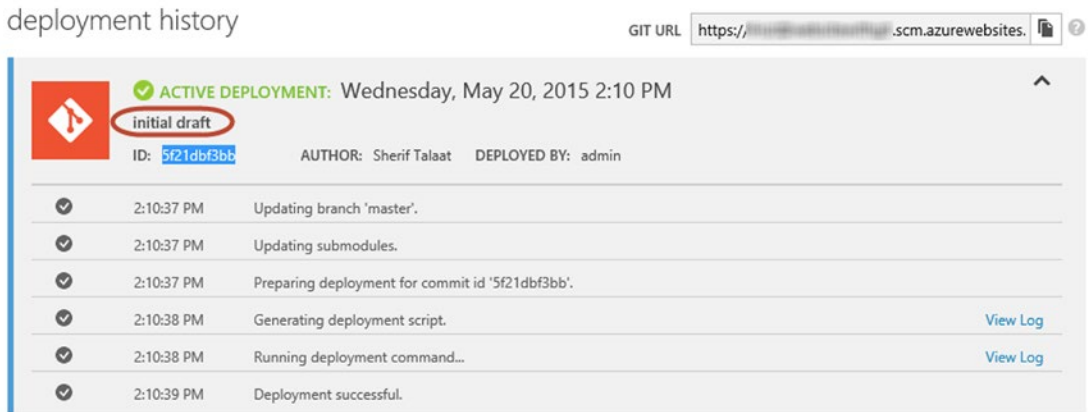 deployment history
GIT URL https:// .scm.azurewebsites.
ACTIVE DEPLOYMENT: Wednesday, May 20, 2015 2:10 PM
initial draft
ID: 5f21dbf3bb AUTHOR: Sherif Talaat DEPLOYED BY: admin
2:10:37 PM Updating branch 'master'.
2:10:37 PM Updating submodules.
2:10:37 PM Preparing deployment for commit id '5f21dbf3bb'.
2:10:38 PM Generating deployment script. View Log
2:10:38 PM Running deployment command... View Log
2:10:39 PM Deployment successful.